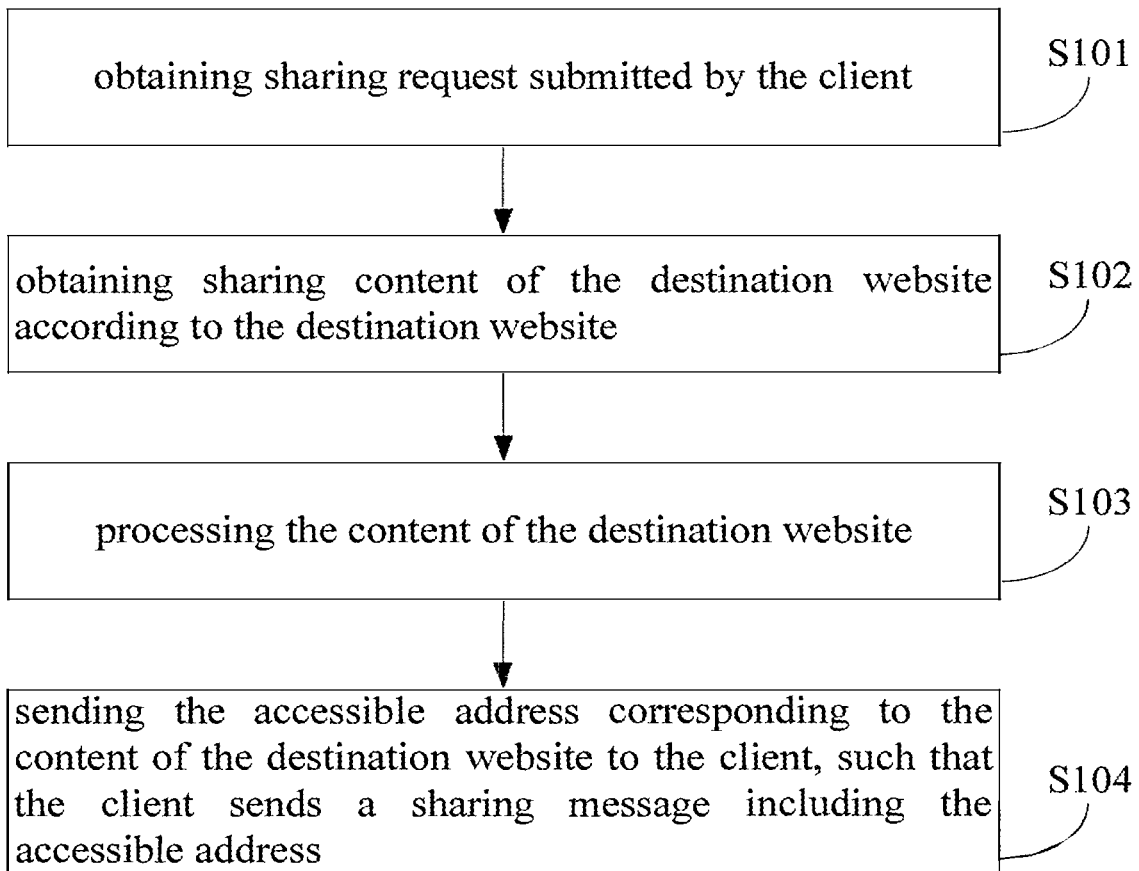 obtaining sharing request submitted by the client
S101
obtaining sharing content of the destination website
according to the destination website
S102
processing the content of the destination website
S103
sending the accessible address corresponding to the
content of the destination website to the client, such that
the client sends a sharing message including the
accessible address
S104